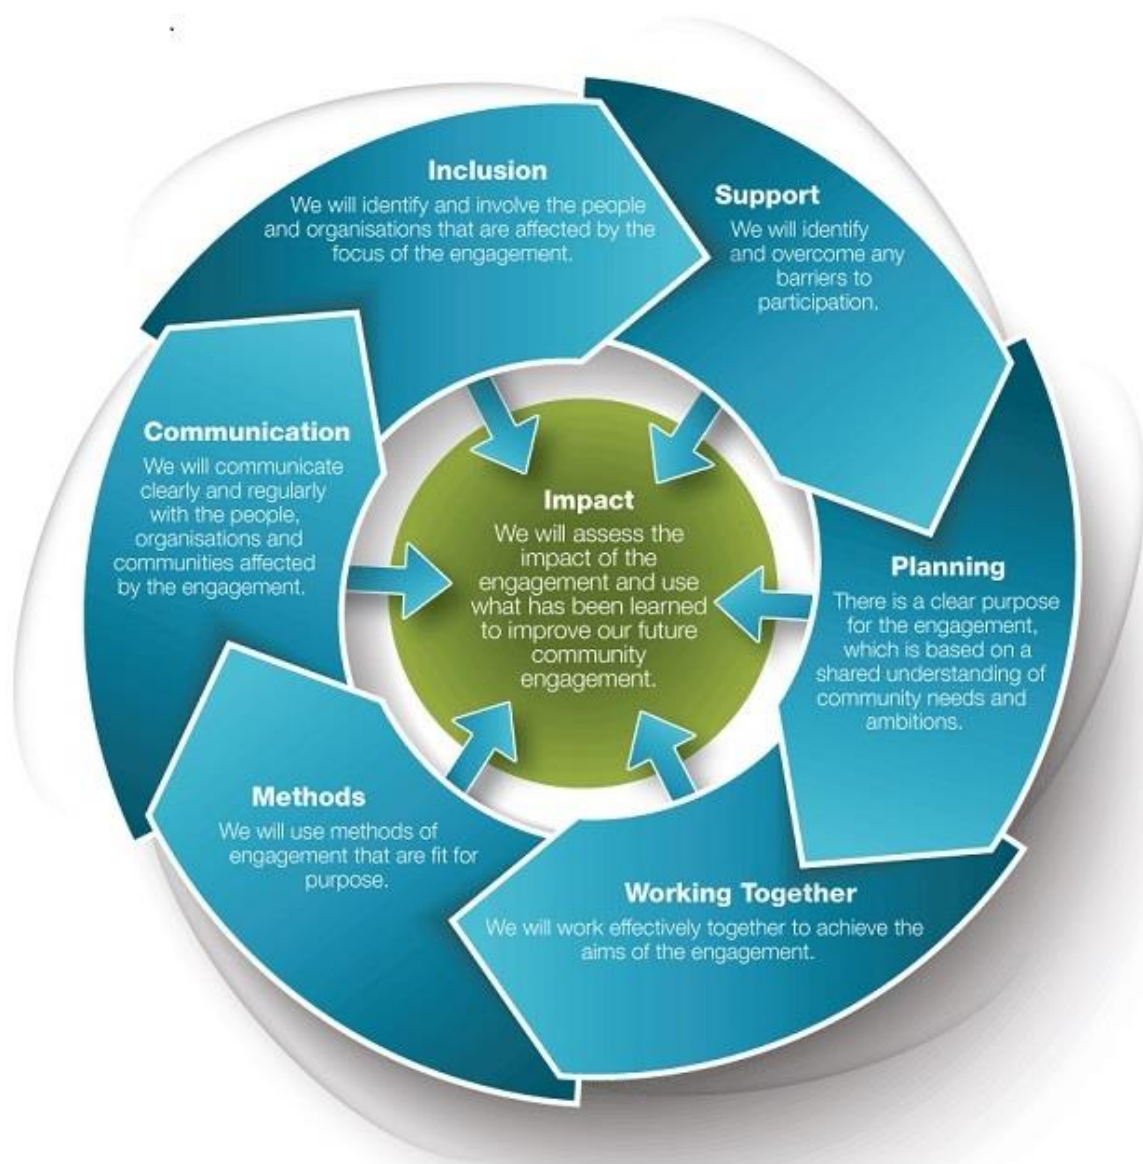 Inclusion
We will identify and involve the people
and organisations that are affected by the
focus of the engagement.
Support
We will identify
and overcome any
barriers to
participation.
Planning
There is a clear purpose
for the engagement,
which is based on a
shared understanding of
community needs and
ambitions.
Working Together
We will work effectively together to achieve the
aims of the engagement.
Methods
We will use methods of
engagement that are fit for
purpose.
Communication
We will communicate
clearly and regularly
with the people,
organisations and
communities affected
by the engagement.
Impact
We will assess the
impact of the
engagement and use
what has been learned
to improve our future
community
engagement.